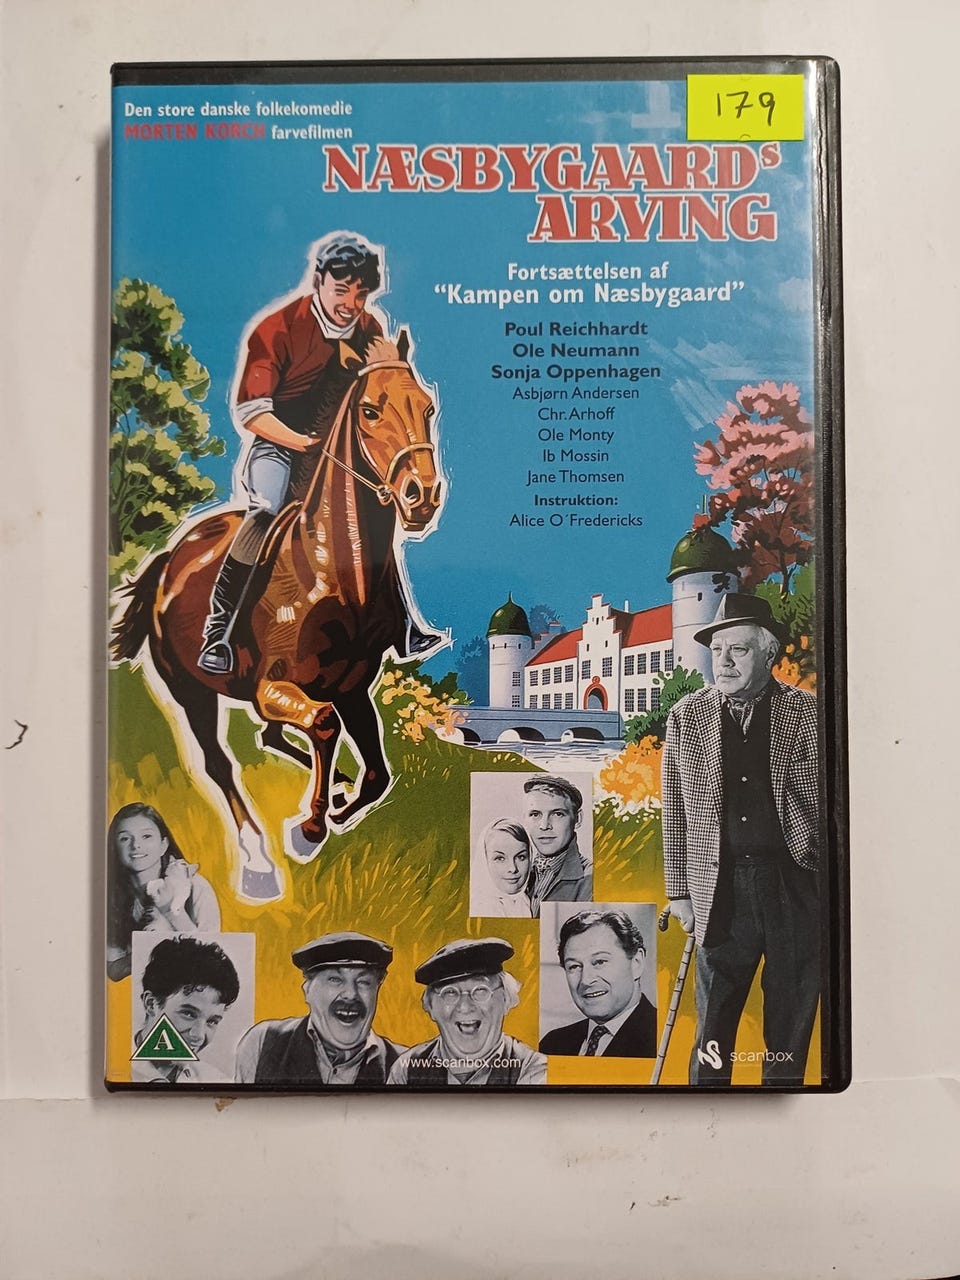 Den store danske folkekomedie
MORTEN KORCH farvefilmen
179
NÆSBYGAARDs
ARVING
Fortsættelsen af
"Kampen om Næsbygaard"
Poul Reichhardt
Ole Neumann
Sonja Oppenhagen
Asbjørn Andersen
Chr. Arhoff
Ole Monty
Ib Mossin
Jane Thomsen
Instruktion:
Alice O´Fredericks
A
www.scanbox.com
scanbox